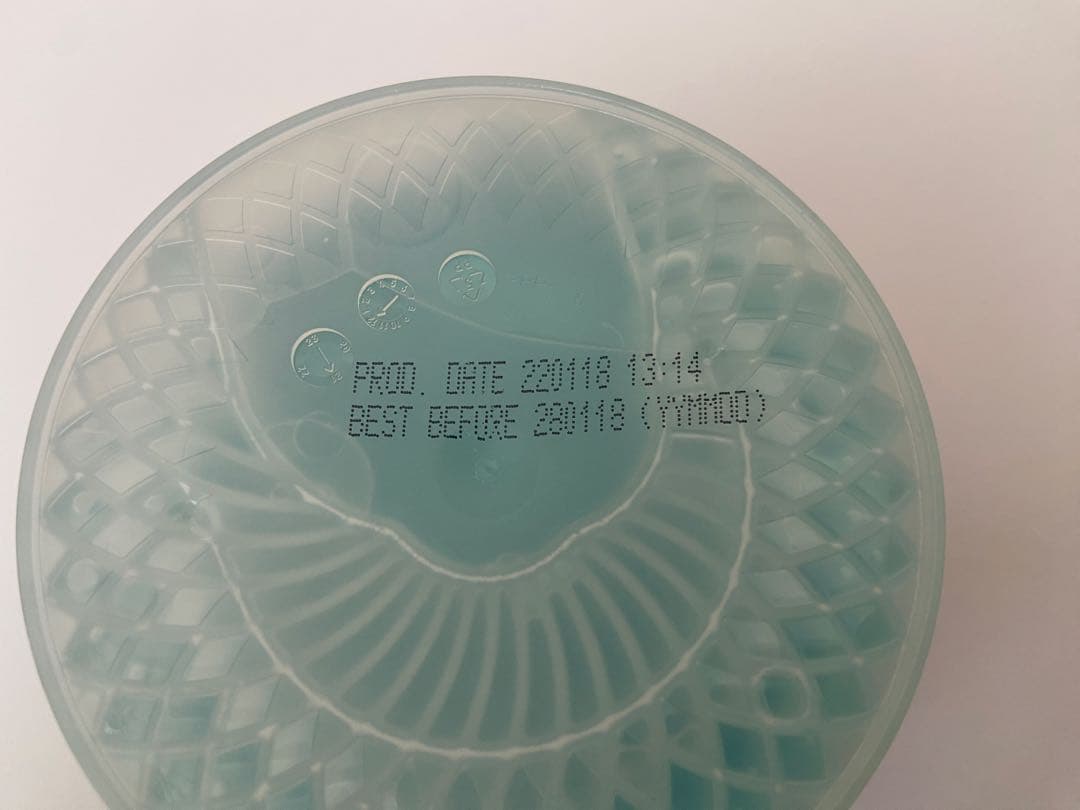 PROD. DATE 220118 13:14
BEST BEFORE 280118 (YYMMDD)